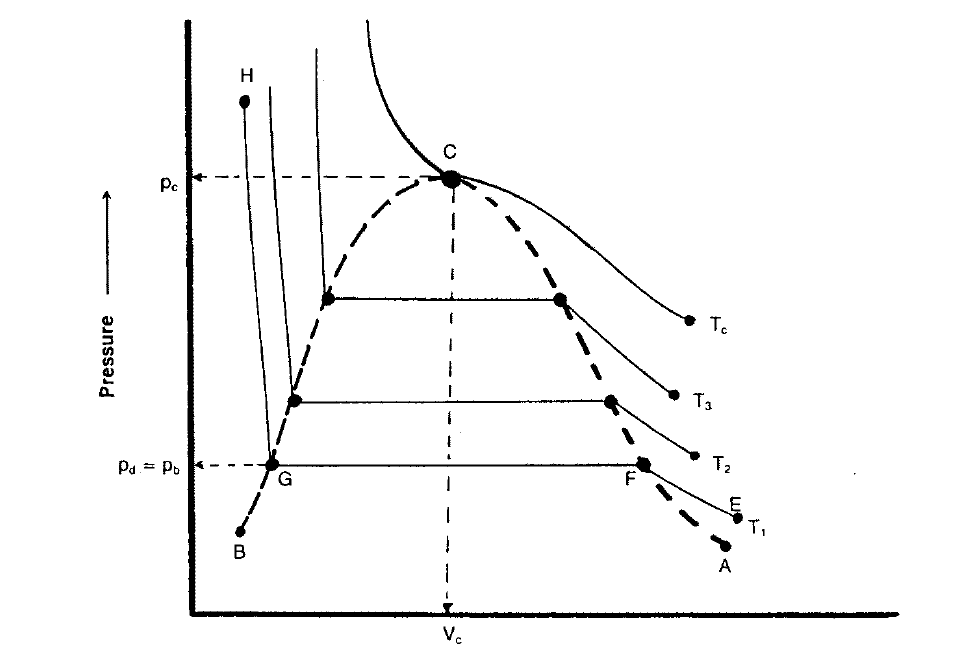 H
C
p_c
Pressure
T_c
T_3
T_2
p_d = p_b
G
F
E
T_1
B
A
V_c